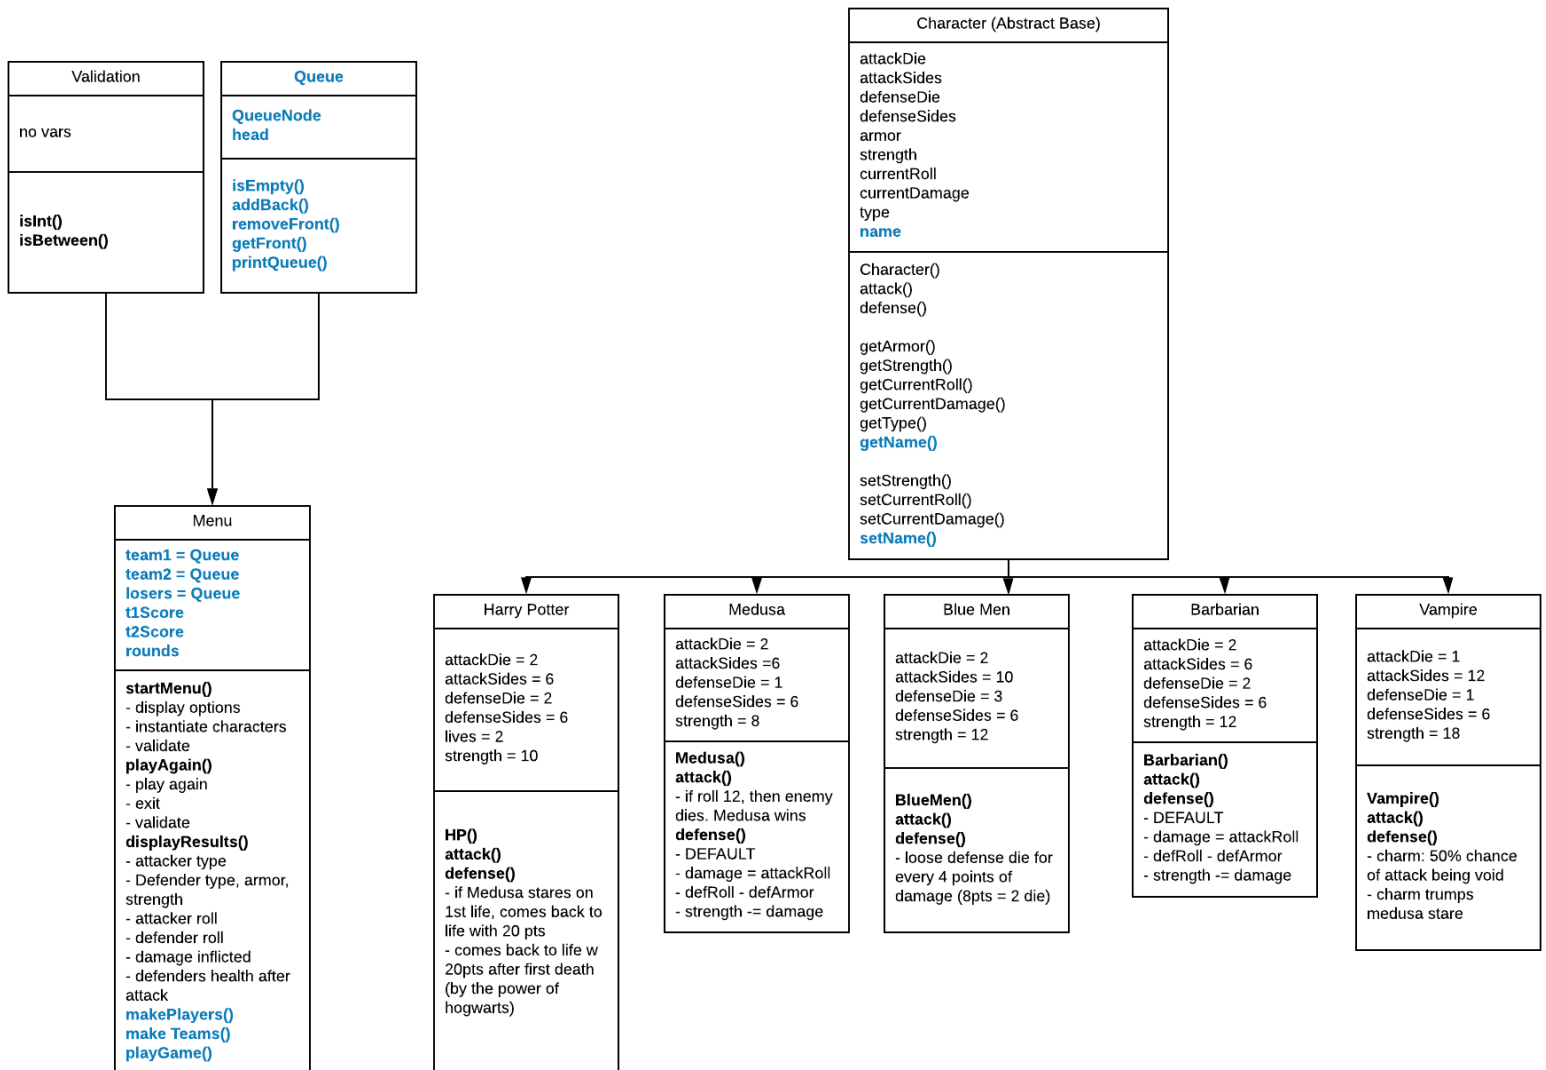 Validation
no vars
isInt()
isBetween()
Queue
QueueNode
head
isEmpty()
addBack()
removeFront()
getFront()
printQueue()
Character (Abstract Base)
attackDie
attackSides
defenseDie
defenseSides
armor
strength
currentRoll
currentDamage
type
name
Character()
attack()
defense()
getArmor()
getStrength()
getCurrentRoll()
getCurrentDamage()
getType()
getName()
setStrength()
setCurrentRoll()
setCurrentDamage()
setName()
Menu
team1 = Queue
team2 = Queue
losers = Queue
t1Score
t2Score
rounds
startMenu()
- display options
- instantiate characters
- validate
playAgain()
- play again
- exit
- validate
displayResults()
- attacker type
- Defender type, armor,
strength
- attacker roll
- defender roll
- damage inflicted
- defenders health after
attack
makePlayers()
make Teams()
playGame()
Harry Potter
attackDie = 2
attackSides = 6
defenseDie = 2
defenseSides = 6
lives = 2
strength = 10
HP()
attack()
defense()
- if Medusa stares on
1st life, comes back to
life with 20 pts
- comes back to life w
20pts after first death
(by the power of
hogwarts)
Medusa
attackDie = 2
attackSides =6
defenseDie = 1
defenseSides = 6
strength = 8
Medusa()
attack()
- if roll 12, then enemy
dies. Medusa wins
defense()
- DEFAULT
- damage = attackRoll
- defRoll - defArmor
- strength -= damage
Blue Men
attackDie = 2
attackSides = 10
defenseDie = 3
defenseSides = 6
strength = 12
BlueMen()
attack()
defense()
- loose defense die for
every 4 points of
damage (8pts = 2 die)
Barbarian
attackDie = 2
attackSides = 6
defenseDie = 2
defenseSides = 6
strength = 12
Barbarian()
attack()
defense()
- DEFAULT
- damage = attackRoll
- defRoll - defArmor
- strength -= damage
Vampire
attackDie = 1
attackSides = 12
defenseDie = 1
defenseSides = 6
strength = 18
Vampire()
attack()
defense()
- charm: 50% chance
of attack being void
- charm trumps
medusa stare